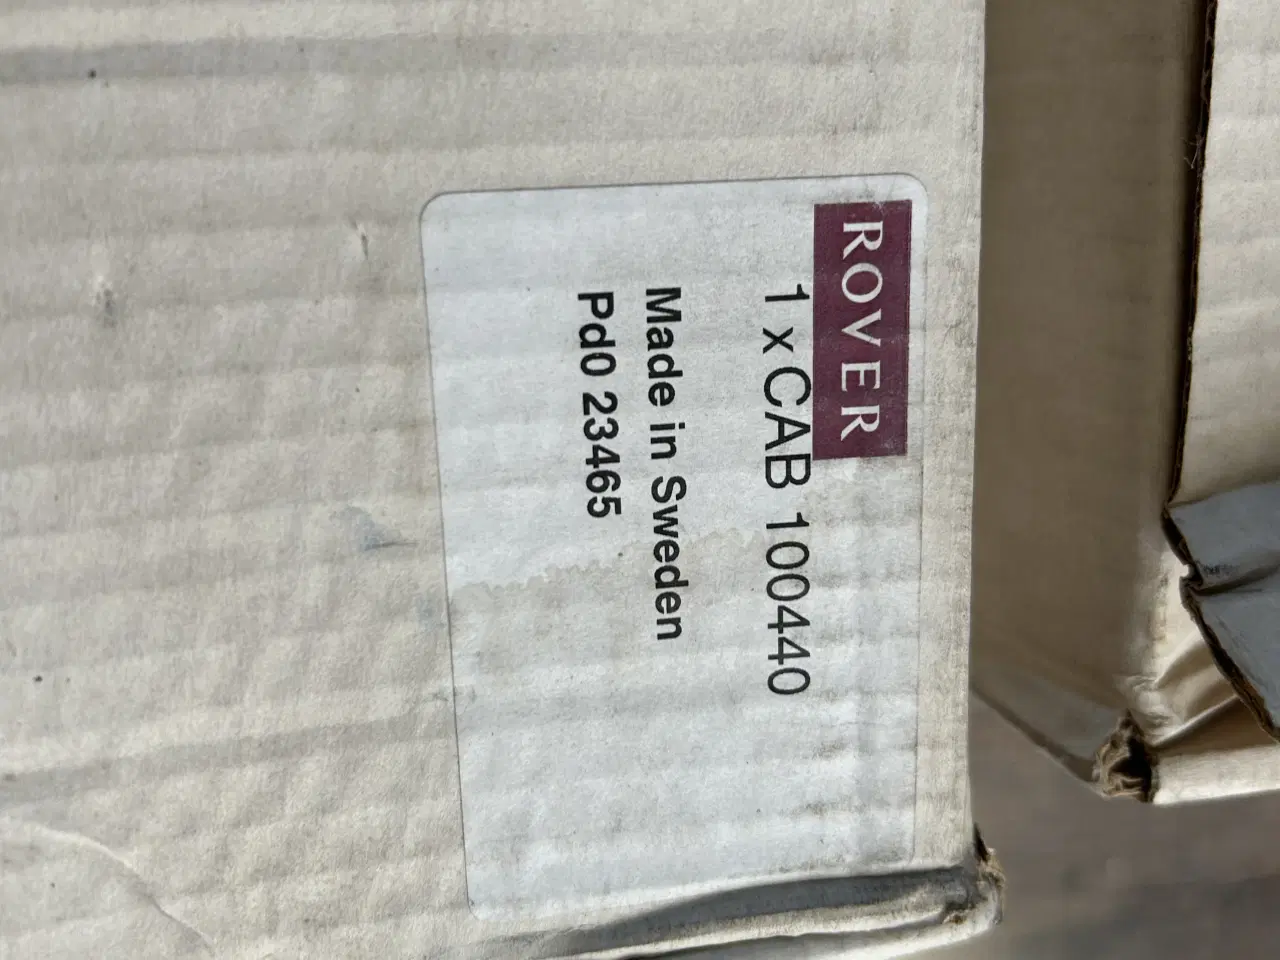 ROVER
1 x CAB 100440
Made in Sweden
Pd0 23465